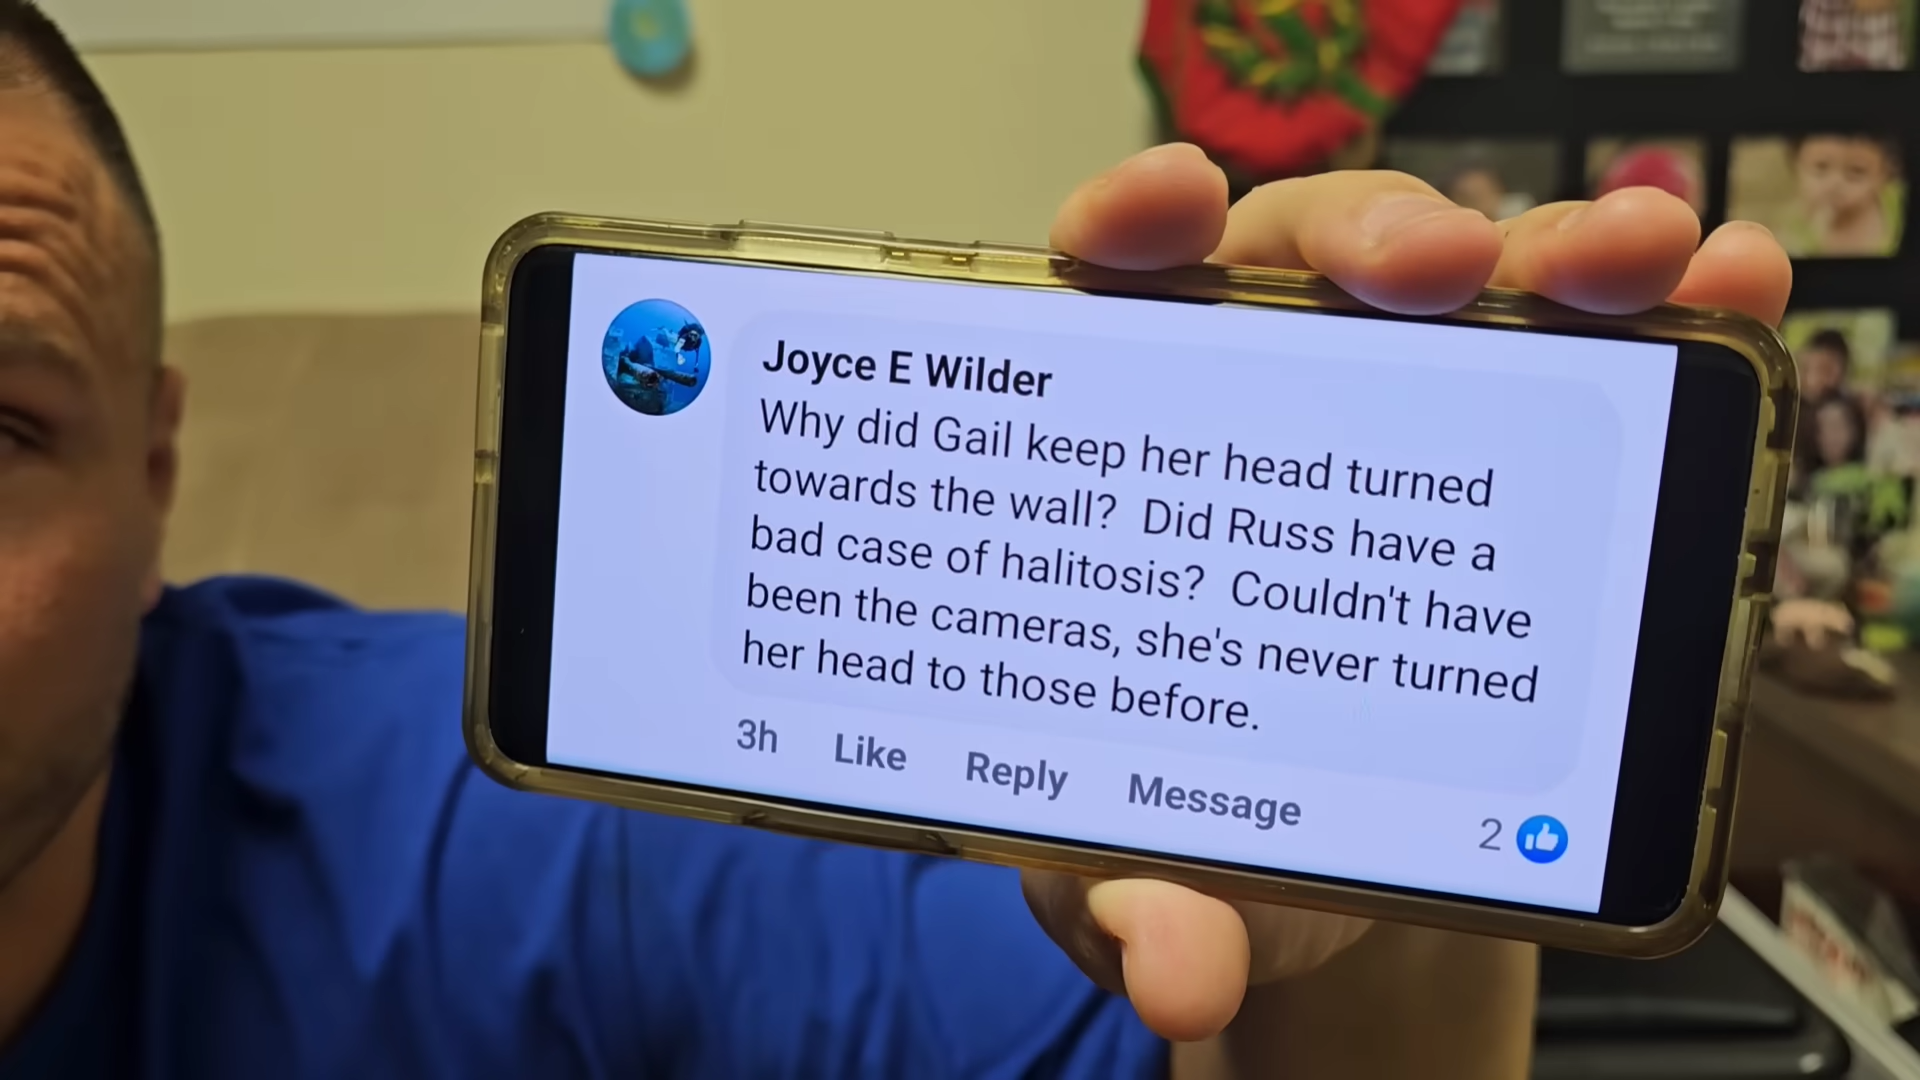 Joyce E Wilder
Why did Gail keep her head turned
towards the wall? Did Russ have a
bad case of halitosis? Couldn't have
been the cameras, she's never turned
her head to those before.
3h Like Reply Message
2